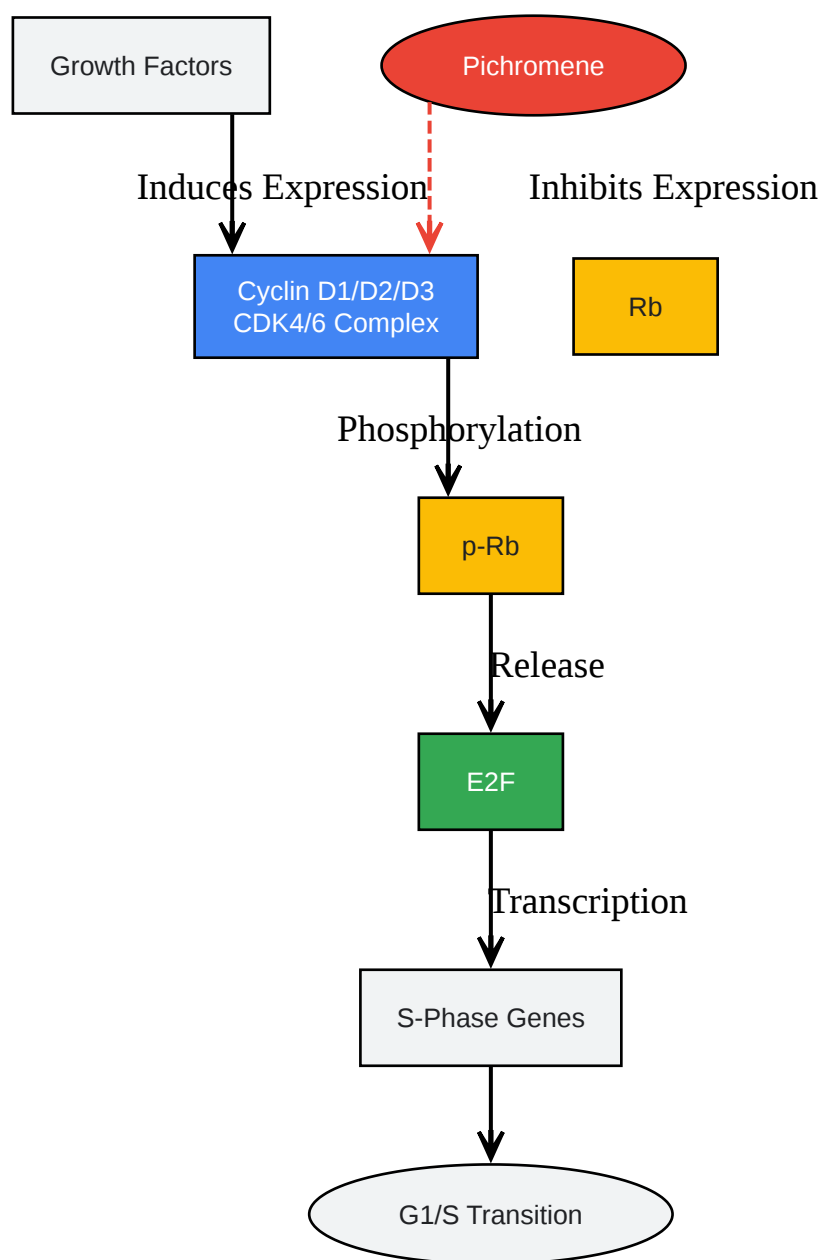 Growth Factors
Pichromene
Induces Expression
Inhibits Expression
Cyclin D1/D2/D3
CDK4/6 Complex
Rb
Phosphorylation
p-Rb
Release
E2F
Transcription
S-Phase Genes
G1/S Transition